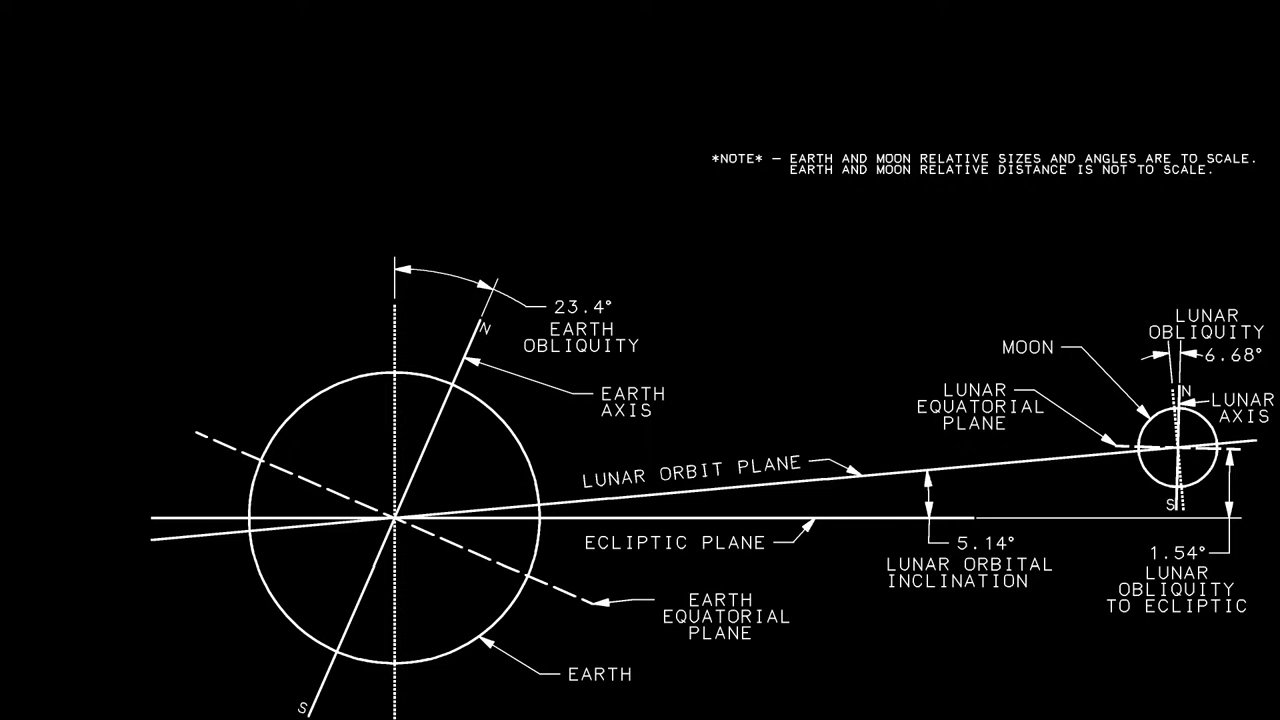 *NOTE* – EARTH AND MOON RELATIVE SIZES AND ANGLES ARE TO SCALE.
EARTH AND MOON RELATIVE DISTANCE IS NOT TO SCALE.
23.4°
EARTH
OBLIQUITY
N
EARTH
AXIS
LUNAR
OBLIQUITY
6.68°
MOON
LUNAR
EQUATORIAL
PLANE
N
LUNAR
AXIS
LUNAR ORBIT PLANE
S
ECLIPTIC PLANE
5.14°
LUNAR ORBITAL
INCLINATION
1.54°
LUNAR
OBLIQUITY
TO ECLIPTIC
EARTH
EQUATORIAL
PLANE
EARTH
S